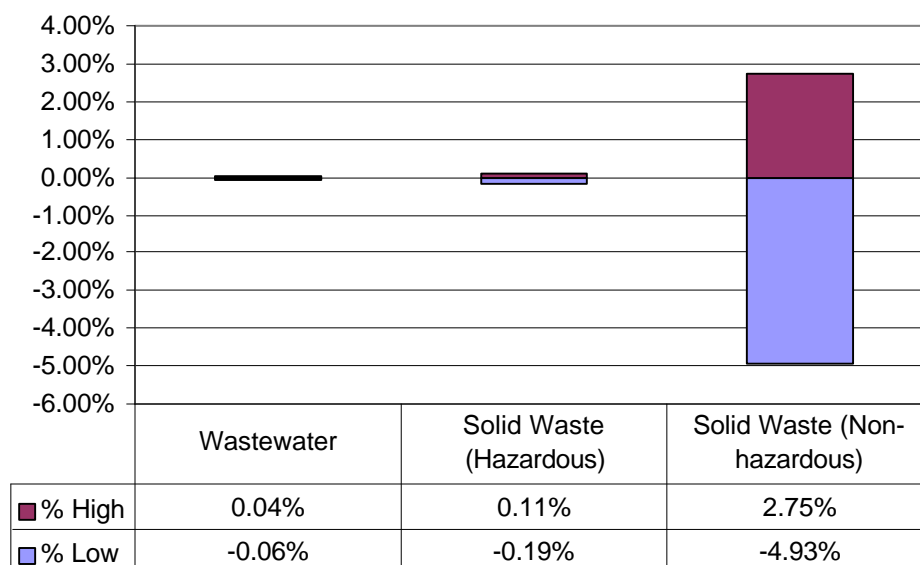 4.00%
3.00%
2.00%
1.00%
0.00%
-1.00%
-2.00%
-3.00%
-4.00%
-5.00%
-6.00%
Wastewater
Solid Waste
(Hazardous)
Solid Waste (Non-
hazardous)
% High 0.04% 0.11% 2.75%
% Low -0.06% -0.19% -4.93%